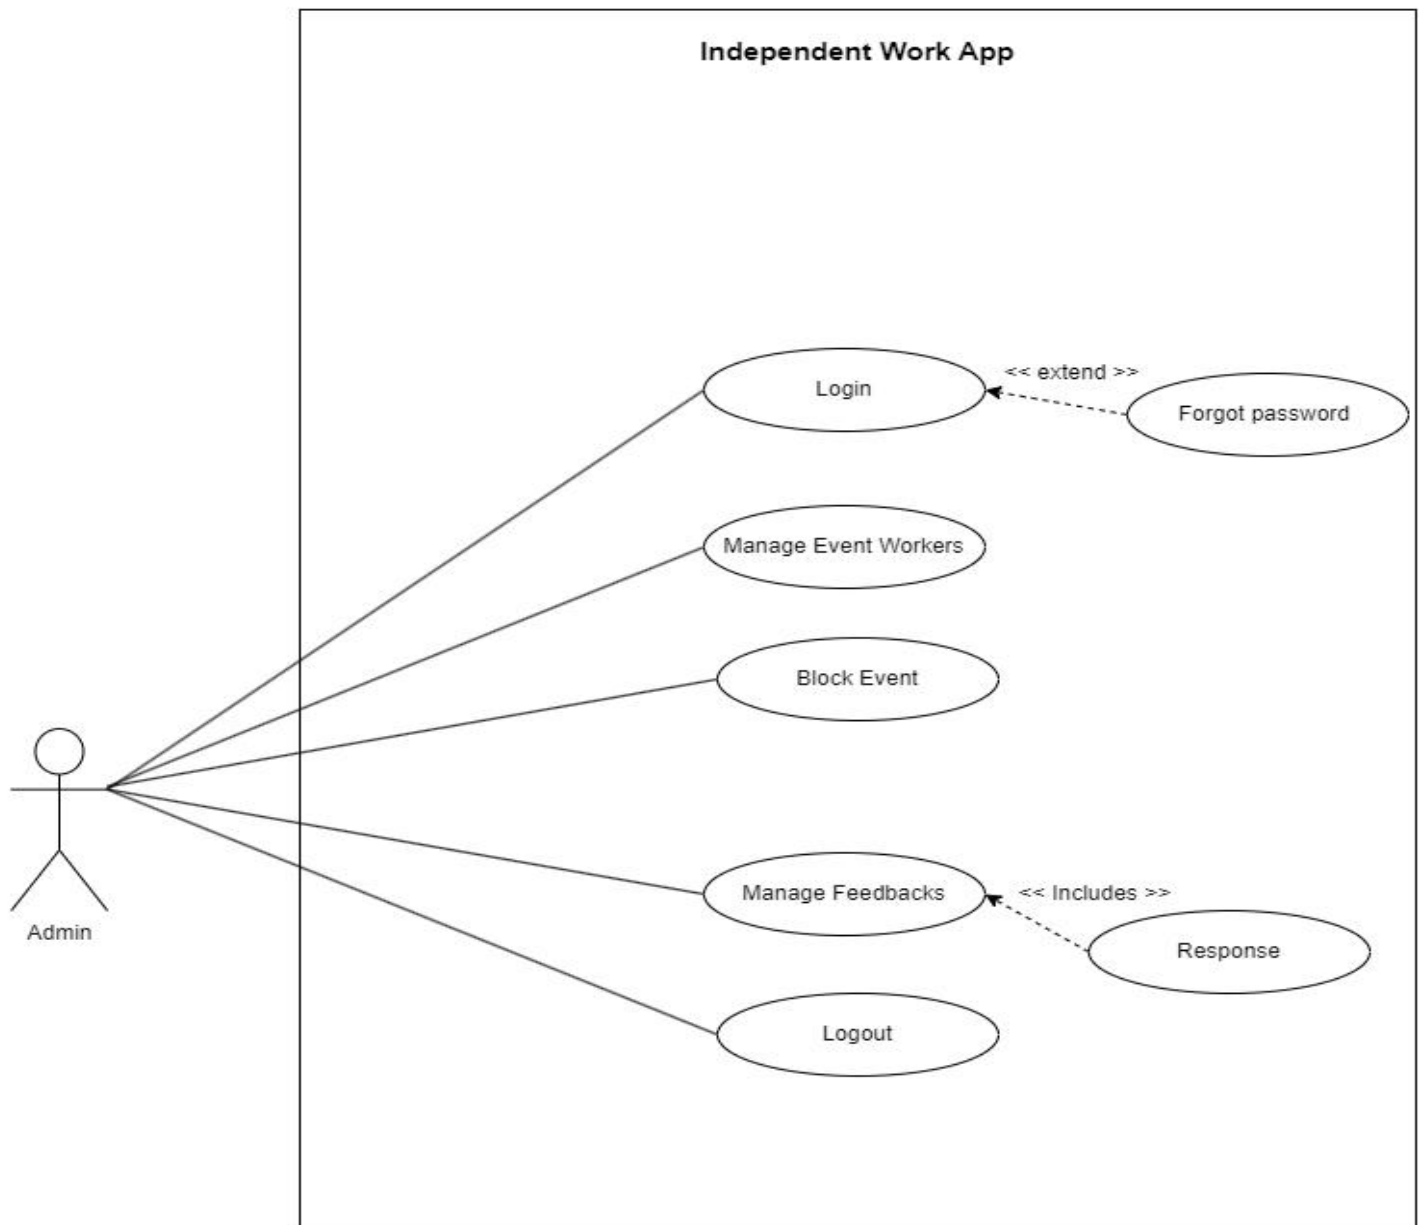 Independent Work App
Login
<< extend >>
Forgot password
Manage Event Workers
Block Event
Manage Feedbacks
<< Includes >>
Response
Admin
Logout